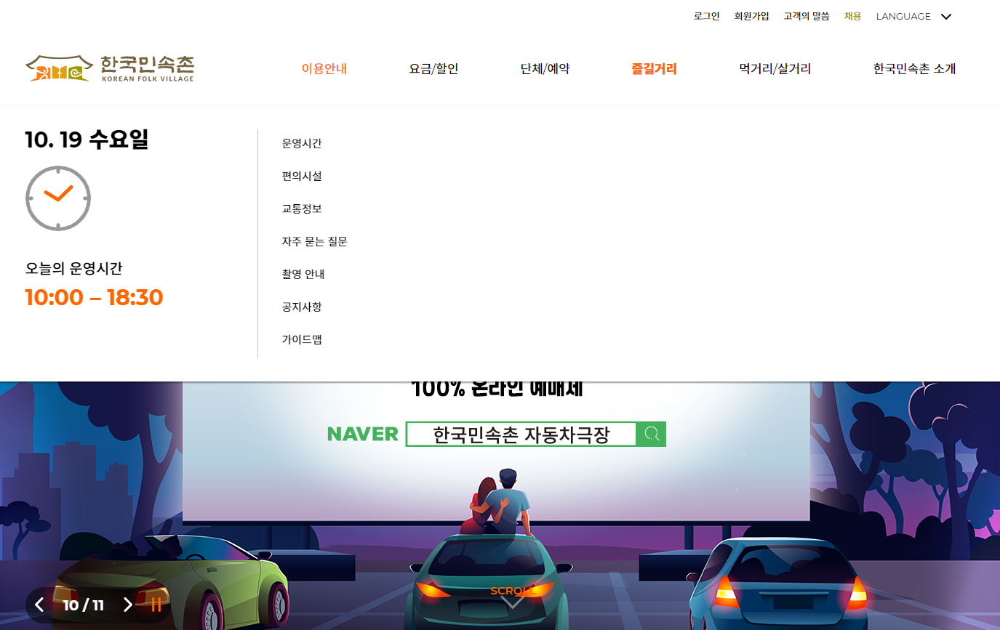 로그인 회원가입 고객의 말씀 채용 LANGUAGE
한국민속촌
KOREAN FOLK VILLAGE
이용안내 요금/할인 단체/예약 즐길거리 먹거리/살거리 한국민속촌 소개
10. 19 수요일
오늘의 운영시간
10:00 – 18:30
운영시간
편의시설
교통정보
자주 묻는 질문
촬영 안내
공지사항
가이드맵
100% 온라인 예매제
NAVER 한국민속촌 자동차극장
SCROLL
10 / 11